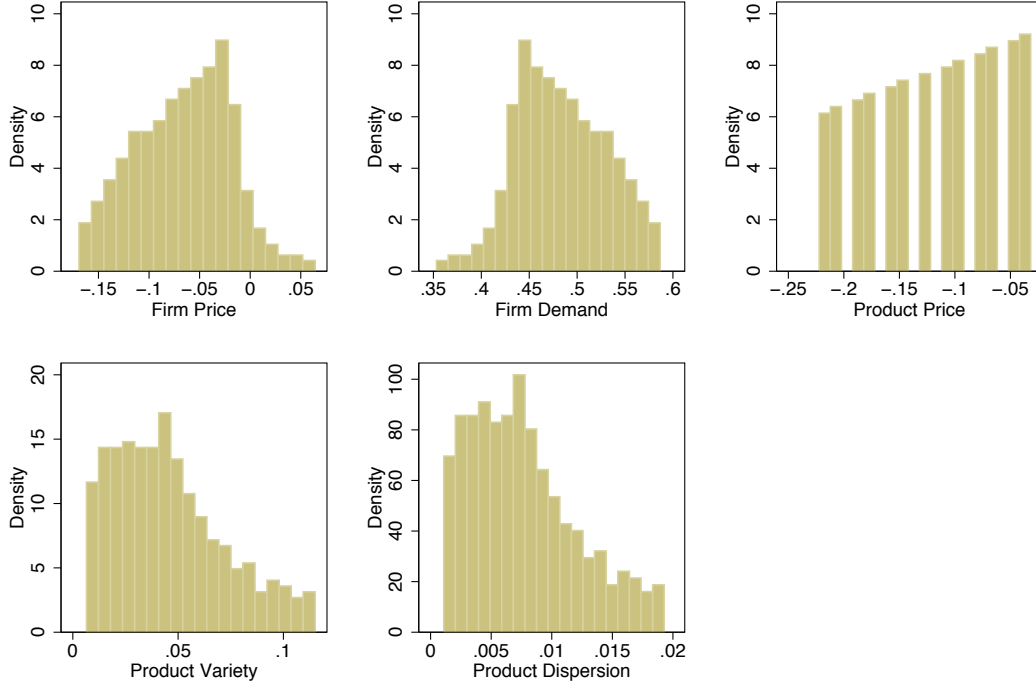 Density
0 2 4 6 8 10
-.15 -.1 -.05 0 .05
Firm Price
Density
0 2 4 6 8 10
.35 .4 .45 .5 .55 .6
Firm Demand
Density
0 2 4 6 8 10
-.25 -.2 -.15 -.1 -.05
Product Price
Density
0 5 10 15 20
0 .05 .1
Product Variety
Density
0 20 40 60 80 100
0 .005 .01 .015 .02
Product Dispersion